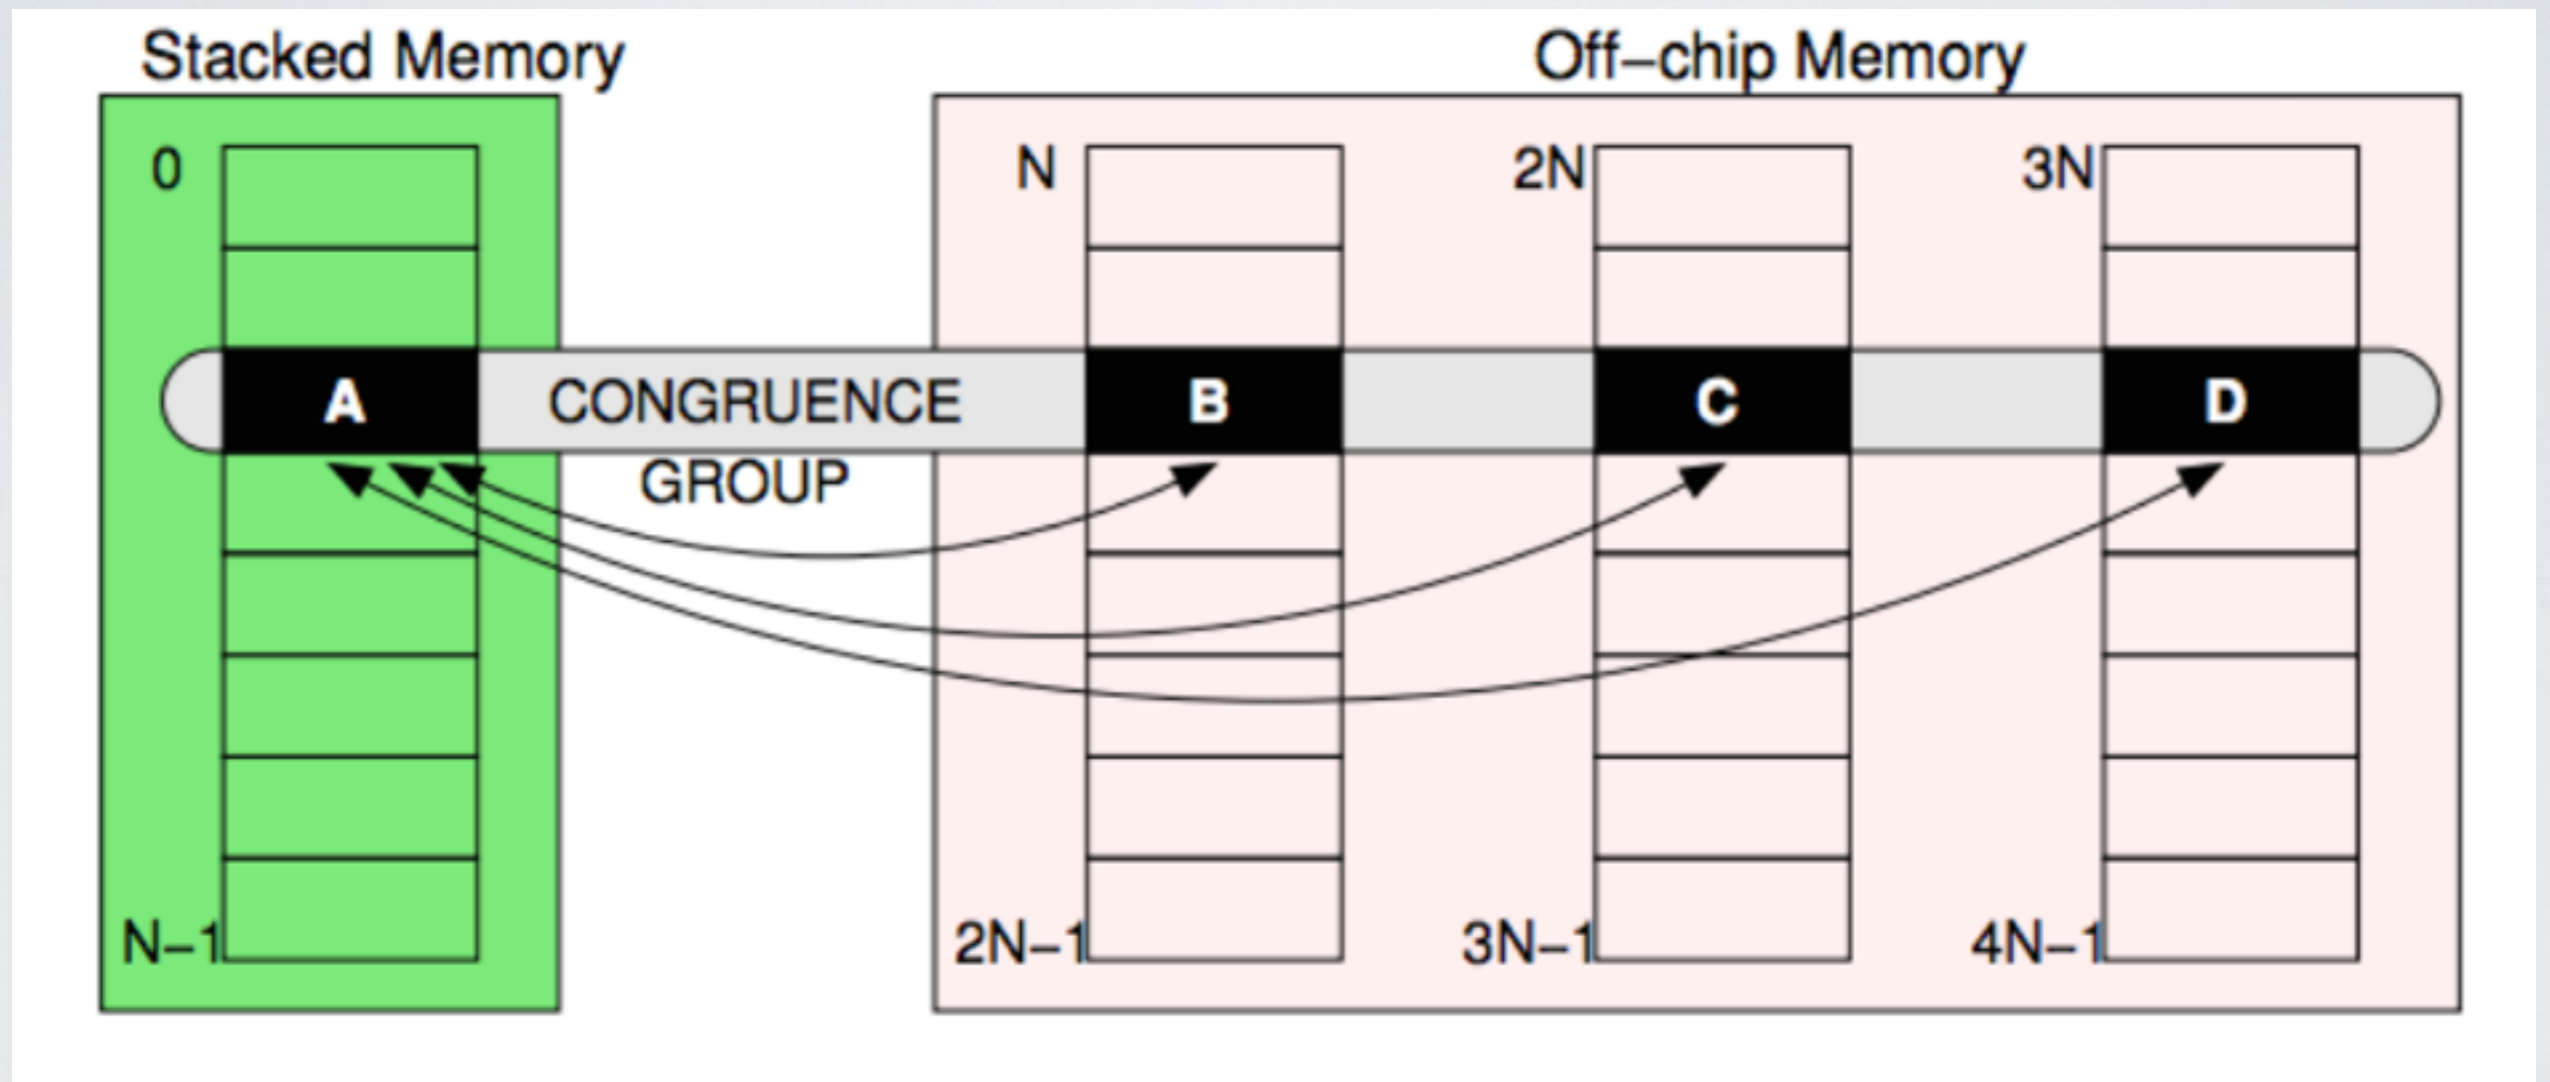 Stacked Memory
Off–chip Memory
0
N
2N
3N
A
CONGRUENCE
B
C
D
GROUP
N–1
2N–1
3N–1
4N–1